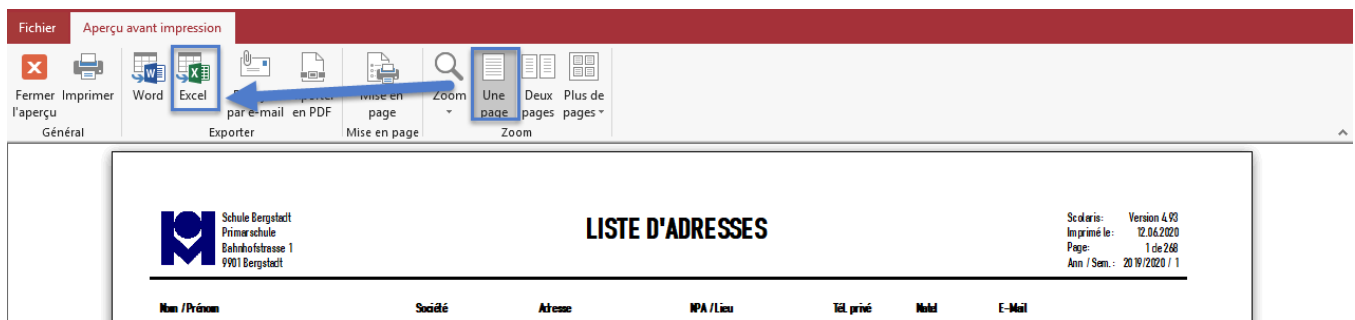 Fichier Aperçu avant impression
Fermer Imprimer Word Excel Mise en Zoom Une Deux Plus de
l'aperçu par e-mail en PDF page page pages pages
Général Exporter Mise en page Zoom
Schule Bergstadt
Primarschule
Bahnhofstrasse 1
9901 Bergstadt
LISTE D'ADRESSES
Scolaris: Version 4.93
Imprimé le: 12.06.2020
Page: 1 de 268
Ann / Sem.: 2019/2020 / 1
Nom / Prénom Société Adresse NPA / Lieu Tél. privé Natel E-Mail